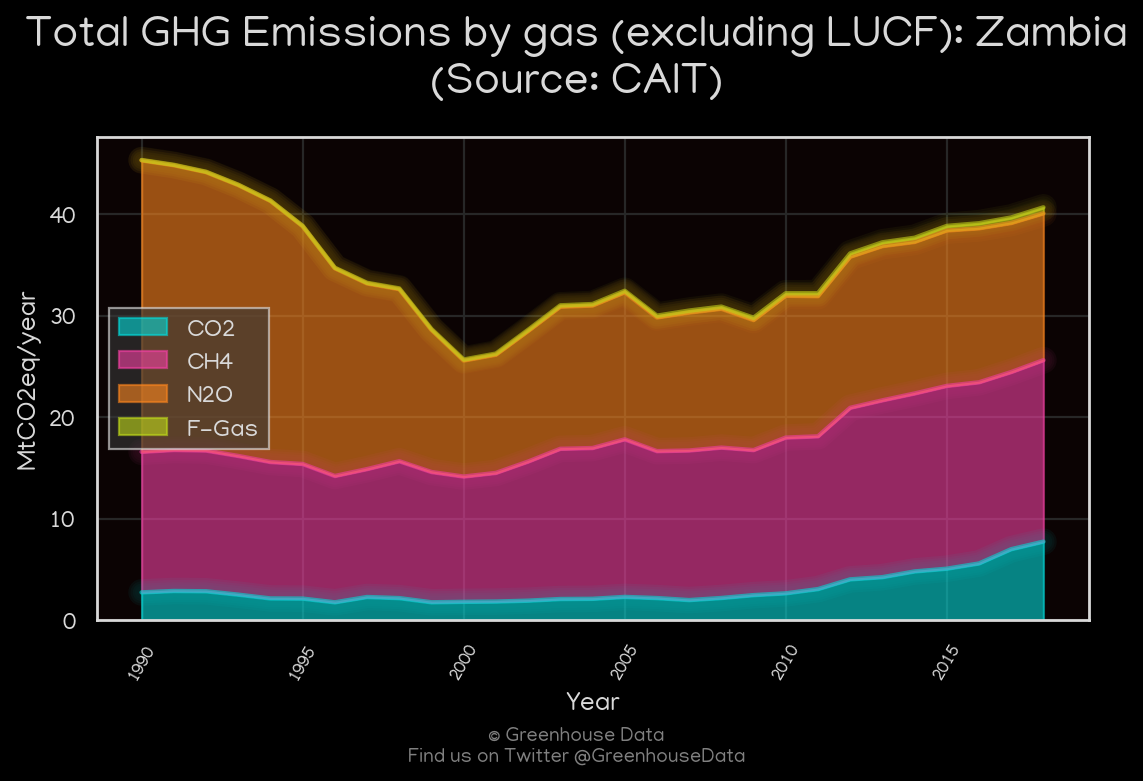 Total GHG Emissions by gas (excluding LUCF): Zambia
(Source: CAIT)
MtCO2eq/year
40
30
20
10
0
CO2
CH4
N2O
F-Gas
1990
1995
2000
2005
2010
2015
Year
© Greenhouse Data
Find us on Twitter @GreenhouseData